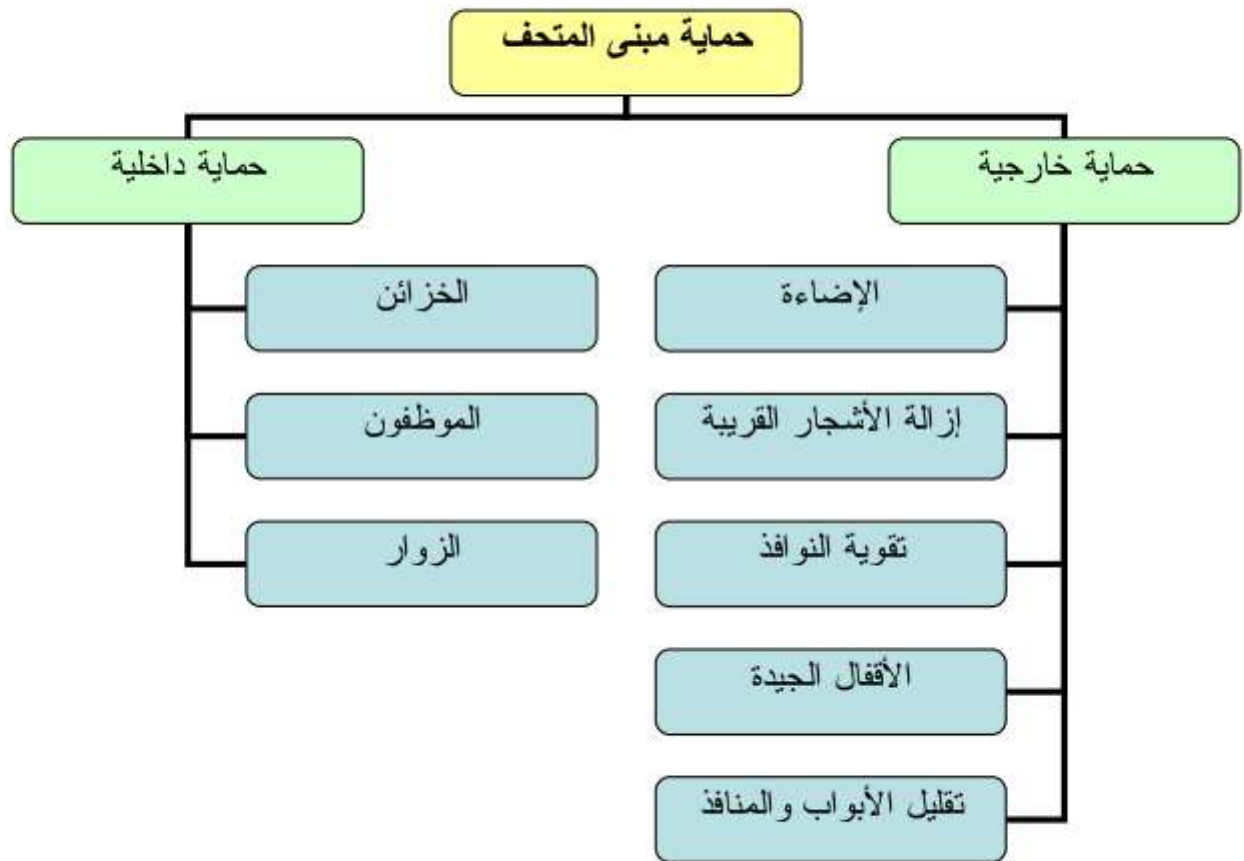 حماية مبنى المتحف
حماية خارجية
حماية داخلية
الإضاءة
الخزائن
إزالة الأشجار القريبة
الموظفون
تقوية النوافذ
الزوار
الأقفال الجيدة
تقليل الأبواب والمنافذ